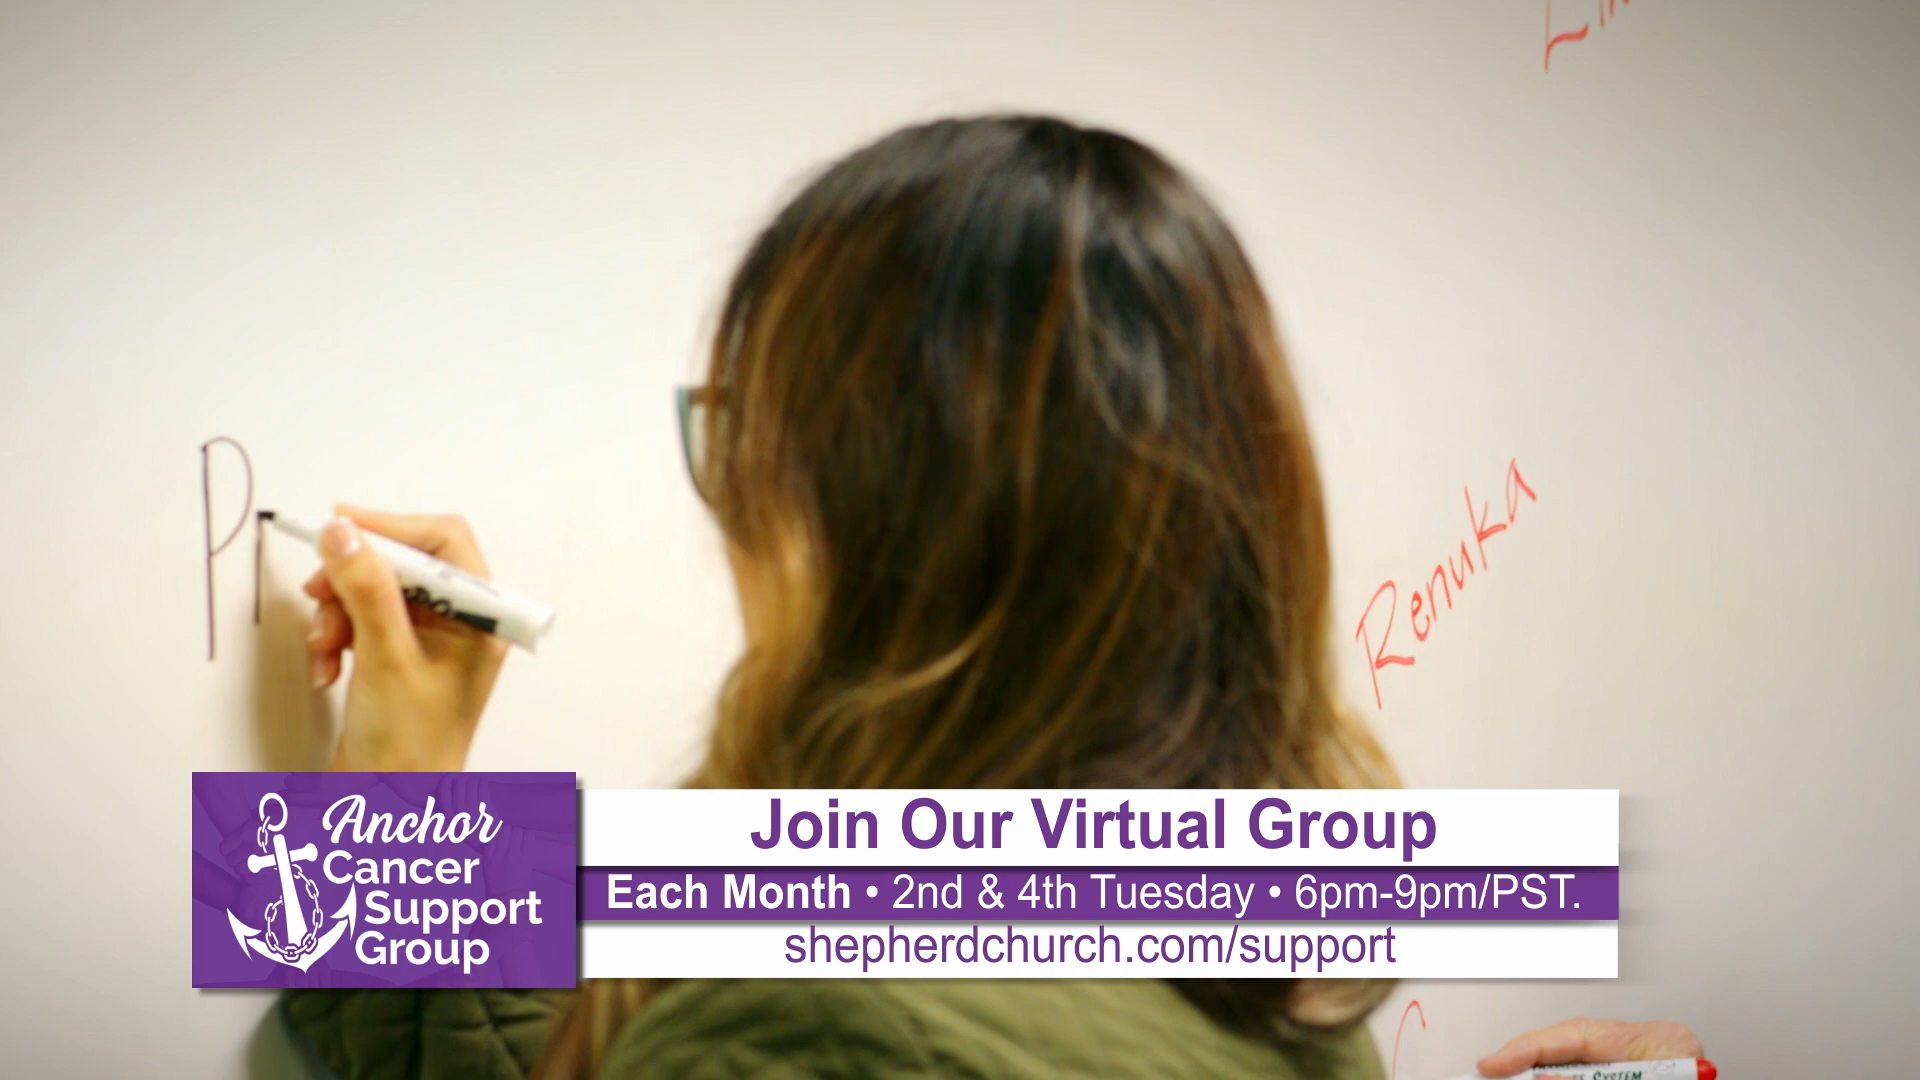 Renuka
Anchor
Cancer
Support
Group
Join Our Virtual Group
Each Month • 2nd & 4th Tuesday • 6pm-9pm/PST.
shepherdchurch.com/support
SYSTEM